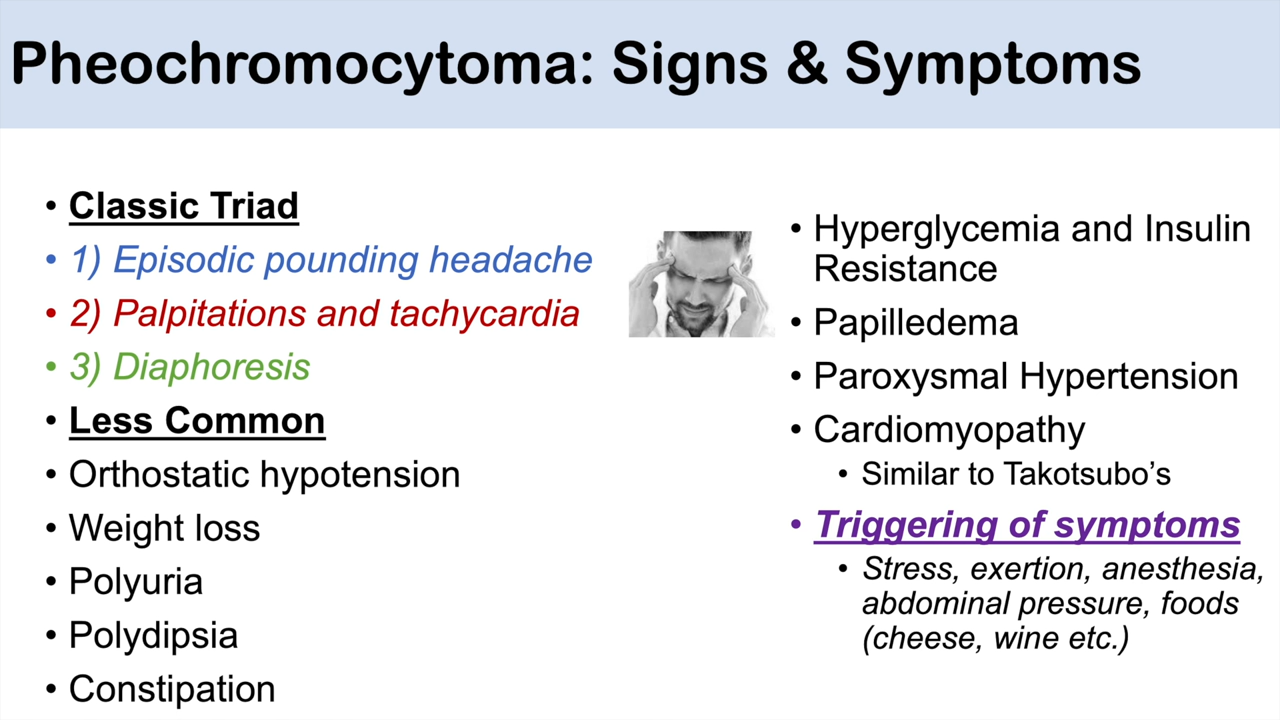 Pheochromocytoma: Signs & Symptoms
• Classic Triad
• 1) Episodic pounding headache
• 2) Palpitations and tachycardia
• 3) Diaphoresis
• Less Common
• Orthostatic hypotension
• Weight loss
• Polyuria
• Polydipsia
• Constipation
• Hyperglycemia and Insulin
Resistance
• Papilledema
• Paroxysmal Hypertension
• Cardiomyopathy
• Similar to Takotsubo’s
• Triggering of symptoms
• Stress, exertion, anesthesia,
abdominal pressure, foods
(cheese, wine etc.)